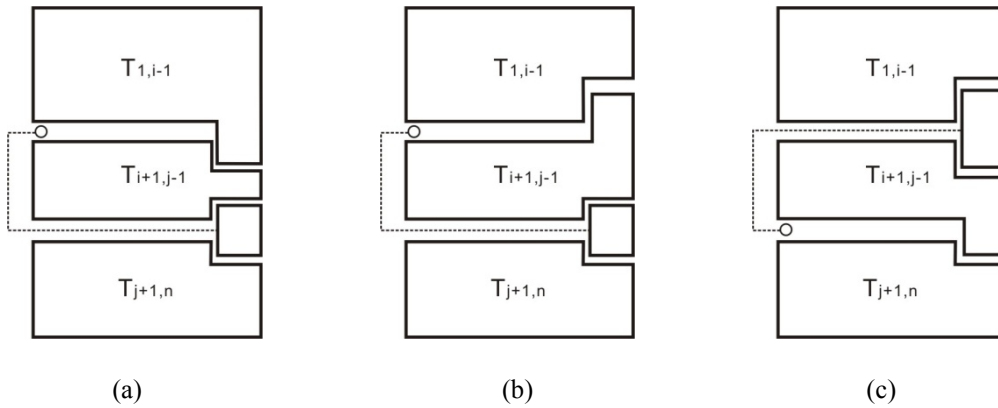 T1,i-1 T1,i-1 T1,i-1
Ti+1,j-1 Ti+1,j-1 Ti+1,j-1
Tj+1,n Tj+1,n Tj+1,n
(a) (b) (c)